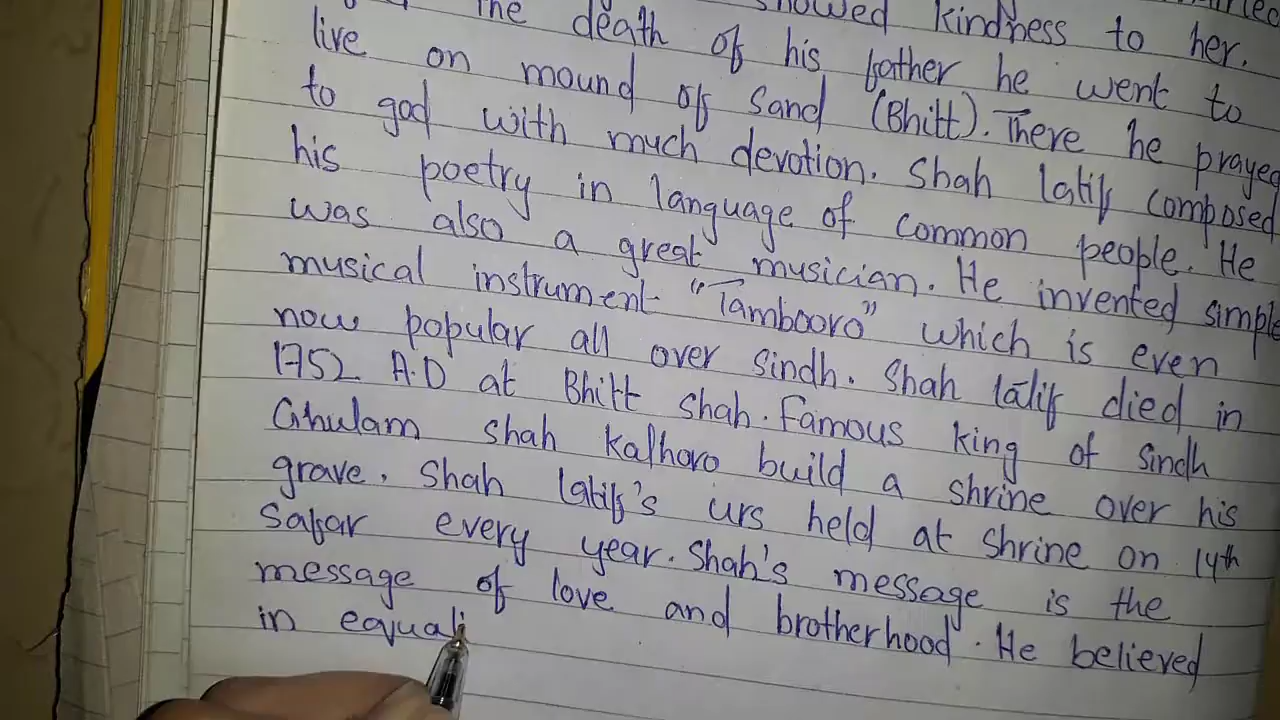 the death showed kindness to her.
of his father he went to
live on mound of sand (Bhitt). There he prayed
to god with much devotion. Shah latif composed
his poetry in language of common people. He
was also a great musician. He invented simple
musical instrument "Tambooro" which is even
now popular all over sindh. Shah latif died in
1752 A.D at Bhitt shah. Famous king of sindh
Ghulam shah kalhoro build a shrine over his
grave. Shah latif's urs held at shrine on 14th
Safar every year. Shah's message is the
message of love and brotherhood. He believed
in equali